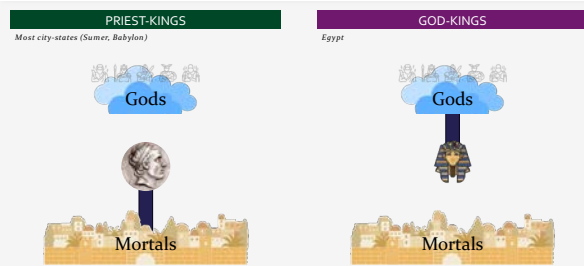 PRIEST-KINGS
Most city-states (Sumer, Babylon)
Gods
Mortals
GOD-KINGS
Egypt
Gods
Mortals